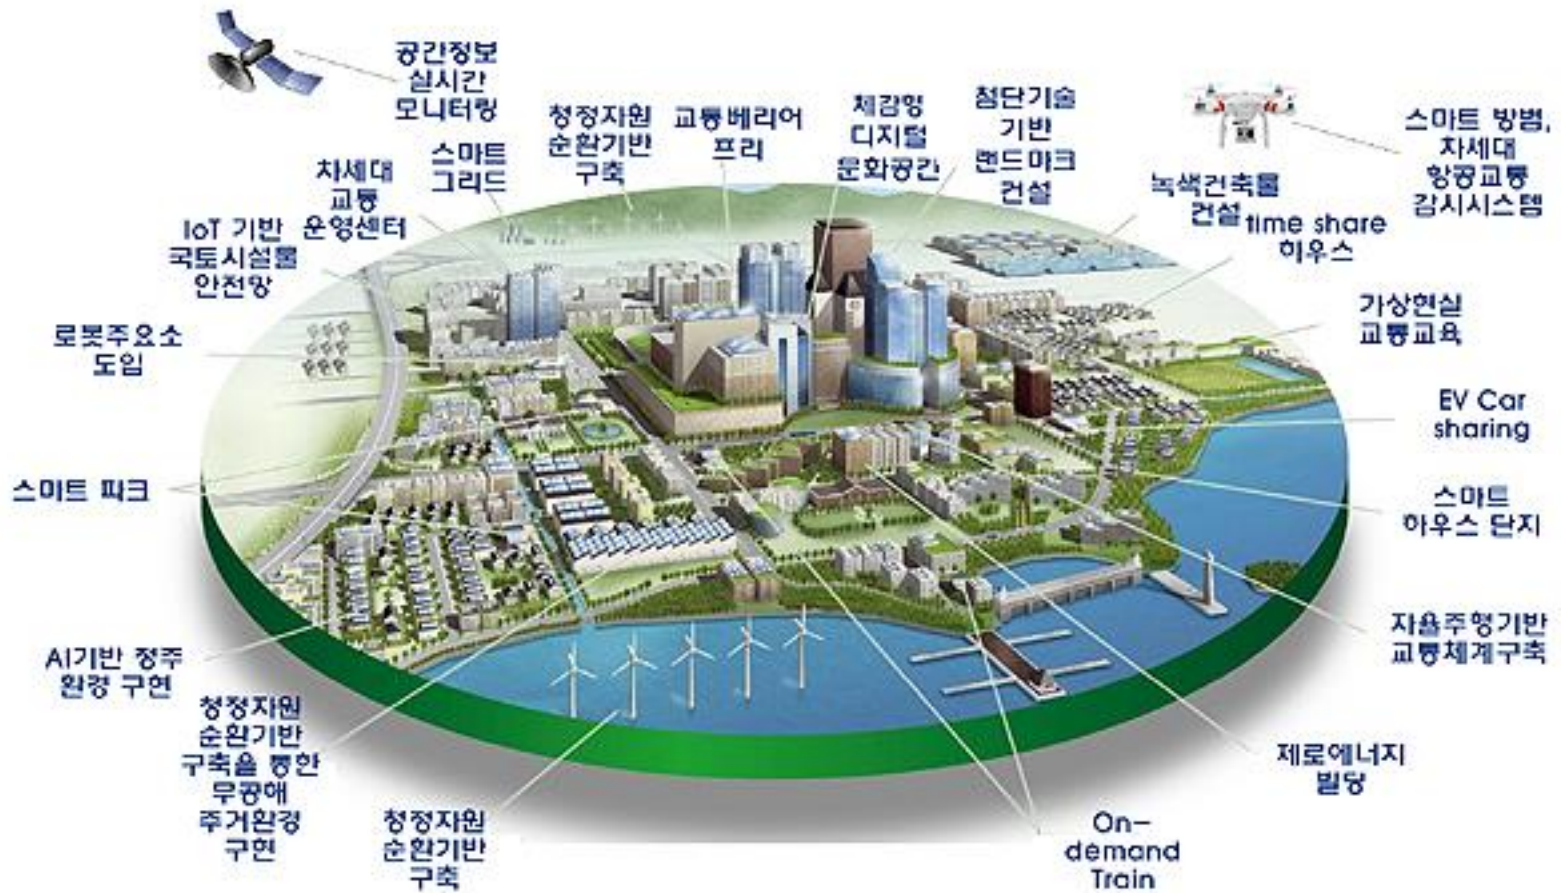 공간정보
실시간
모니터링
청정자원
순환기반
구축
교통베리어
프리
체감형
디지털
문화공간
첨단기술
기반
랜드마크
건설
스마트 방범,
차세대
항공교통
감시시스템
스마트
그리드
차세대
교통
운영센터
IoT 기반
국토시설물
안전망
녹색건축물
건설
time share
하우스
로봇주요소
도입
가상현실
교통교육
EV Car
sharing
스마트 파크
스마트
하우스 단지
AI기반 정주
환경 구현
자율주행기반
교통체계구축
청정자원
순환기반
구축을 통한
무공해
주거환경
구현
청정자원
순환기반
구축
On-
demand
Train
제로에너지
빌딩